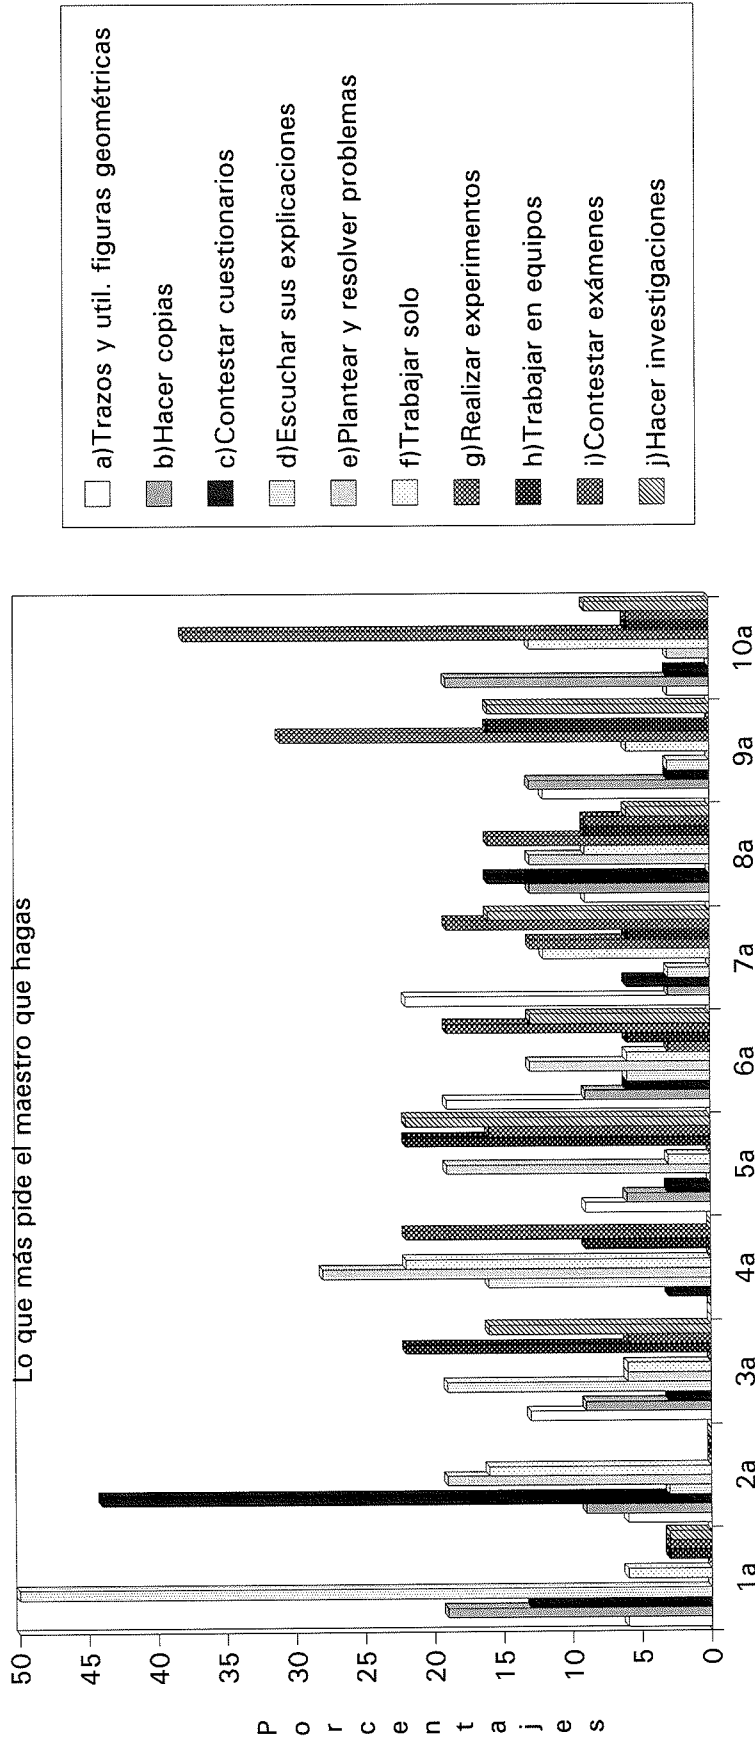 Lo que más pide el maestro que hagas
Porcentajes
50
45
40
35
30
25
20
15
10
5
0
1a
2a
3a
4a
5a
6a
7a
8a
9a
10a
a)Trazos y util. figuras geométricas
b)Hacer copias
c)Contestar cuestionarios
d)Escuchar sus explicaciones
e)Plantear y resolver problemas
f)Trabajar solo
g)Realizar experimentos
h)Trabajar en equipos
i)Contestar exámenes
j)Hacer investigaciones